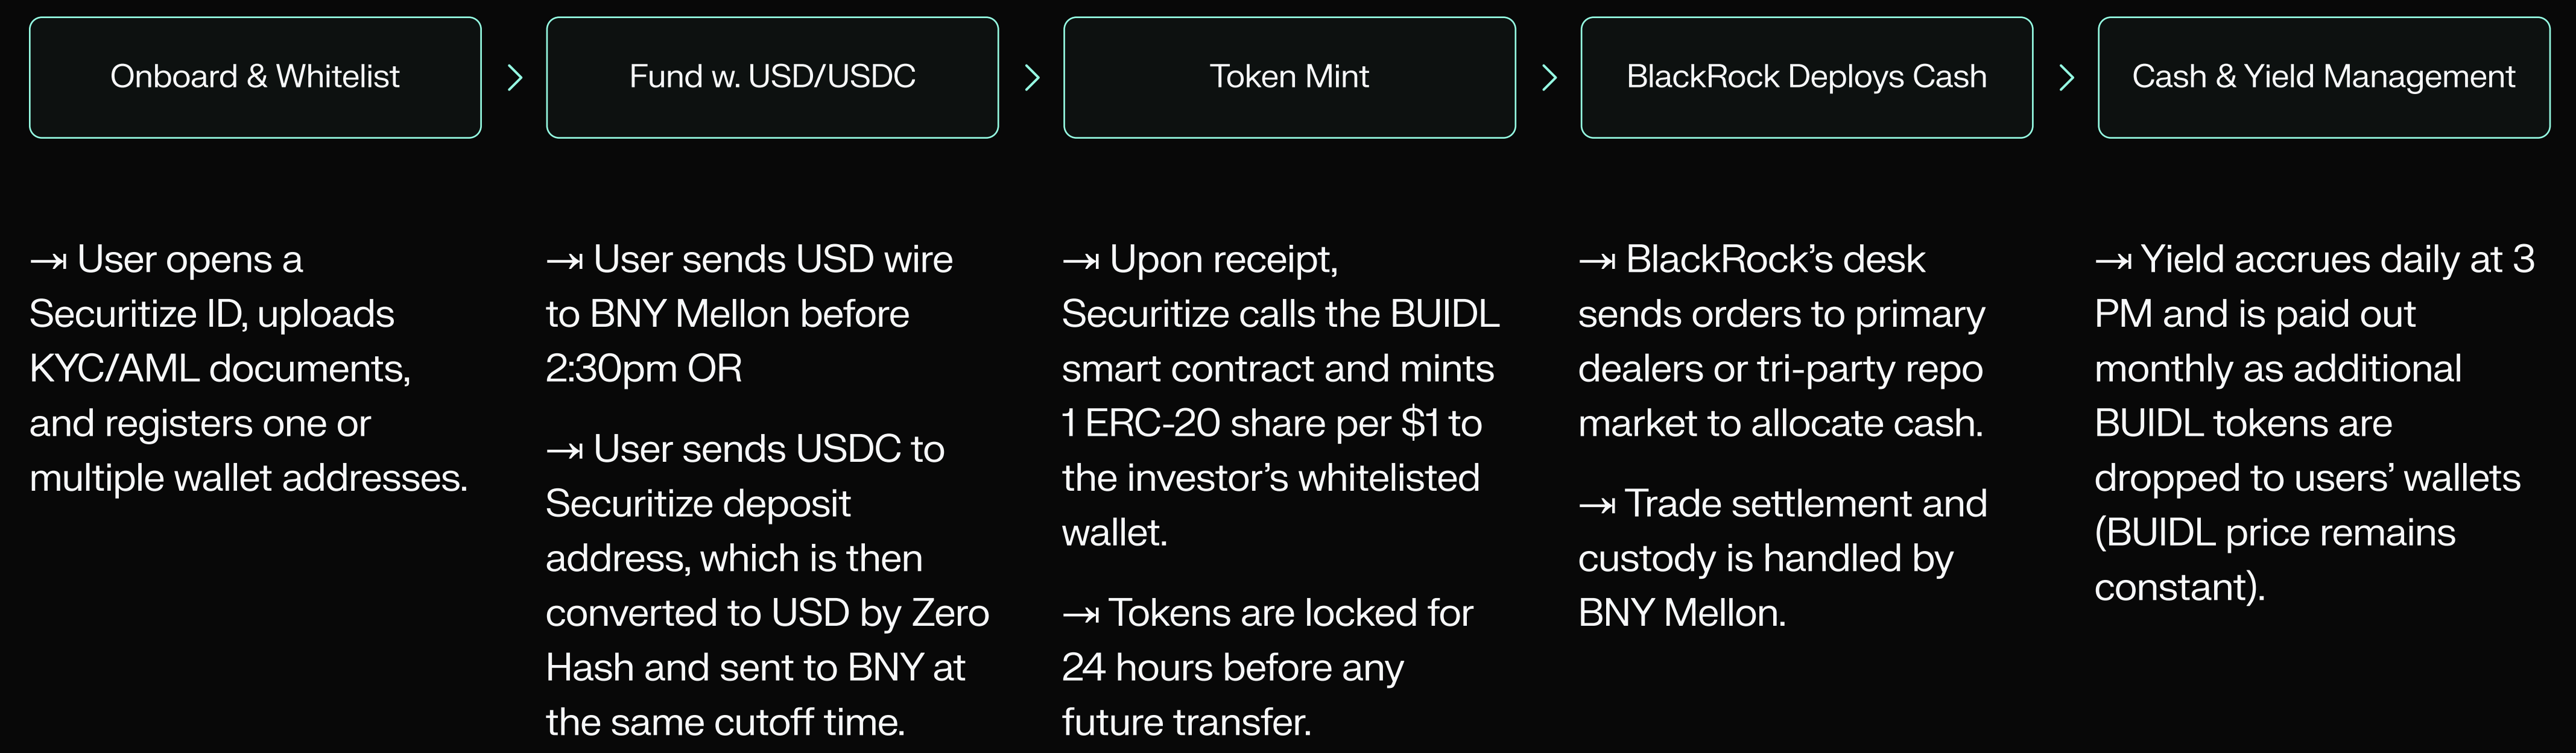 Onboard & Whitelist
Fund w. USD/USDC
Token Mint
BlackRock Deploys Cash
Cash & Yield Management
⇥ User opens a
Securitize ID, uploads
KYC/AML documents,
and registers one or
multiple wallet addresses.
⇥ User sends USD wire
to BNY Mellon before
2:30pm OR
⇥ User sends USDC to
Securitize deposit
address, which is then
converted to USD by Zero
Hash and sent to BNY at
the same cutoff time.
⇥ Upon receipt,
Securitize calls the BUIDL
smart contract and mints
1 ERC-20 share per $1 to
the investor’s whitelisted
wallet.
⇥ Tokens are locked for
24 hours before any
future transfer.
⇥ BlackRock’s desk
sends orders to primary
dealers or tri-party repo
market to allocate cash.
⇥ Trade settlement and
custody is handled by
BNY Mellon.
⇥ Yield accrues daily at 3
PM and is paid out
monthly as additional
BUIDL tokens are
dropped to users’ wallets
(BUIDL price remains
constant).